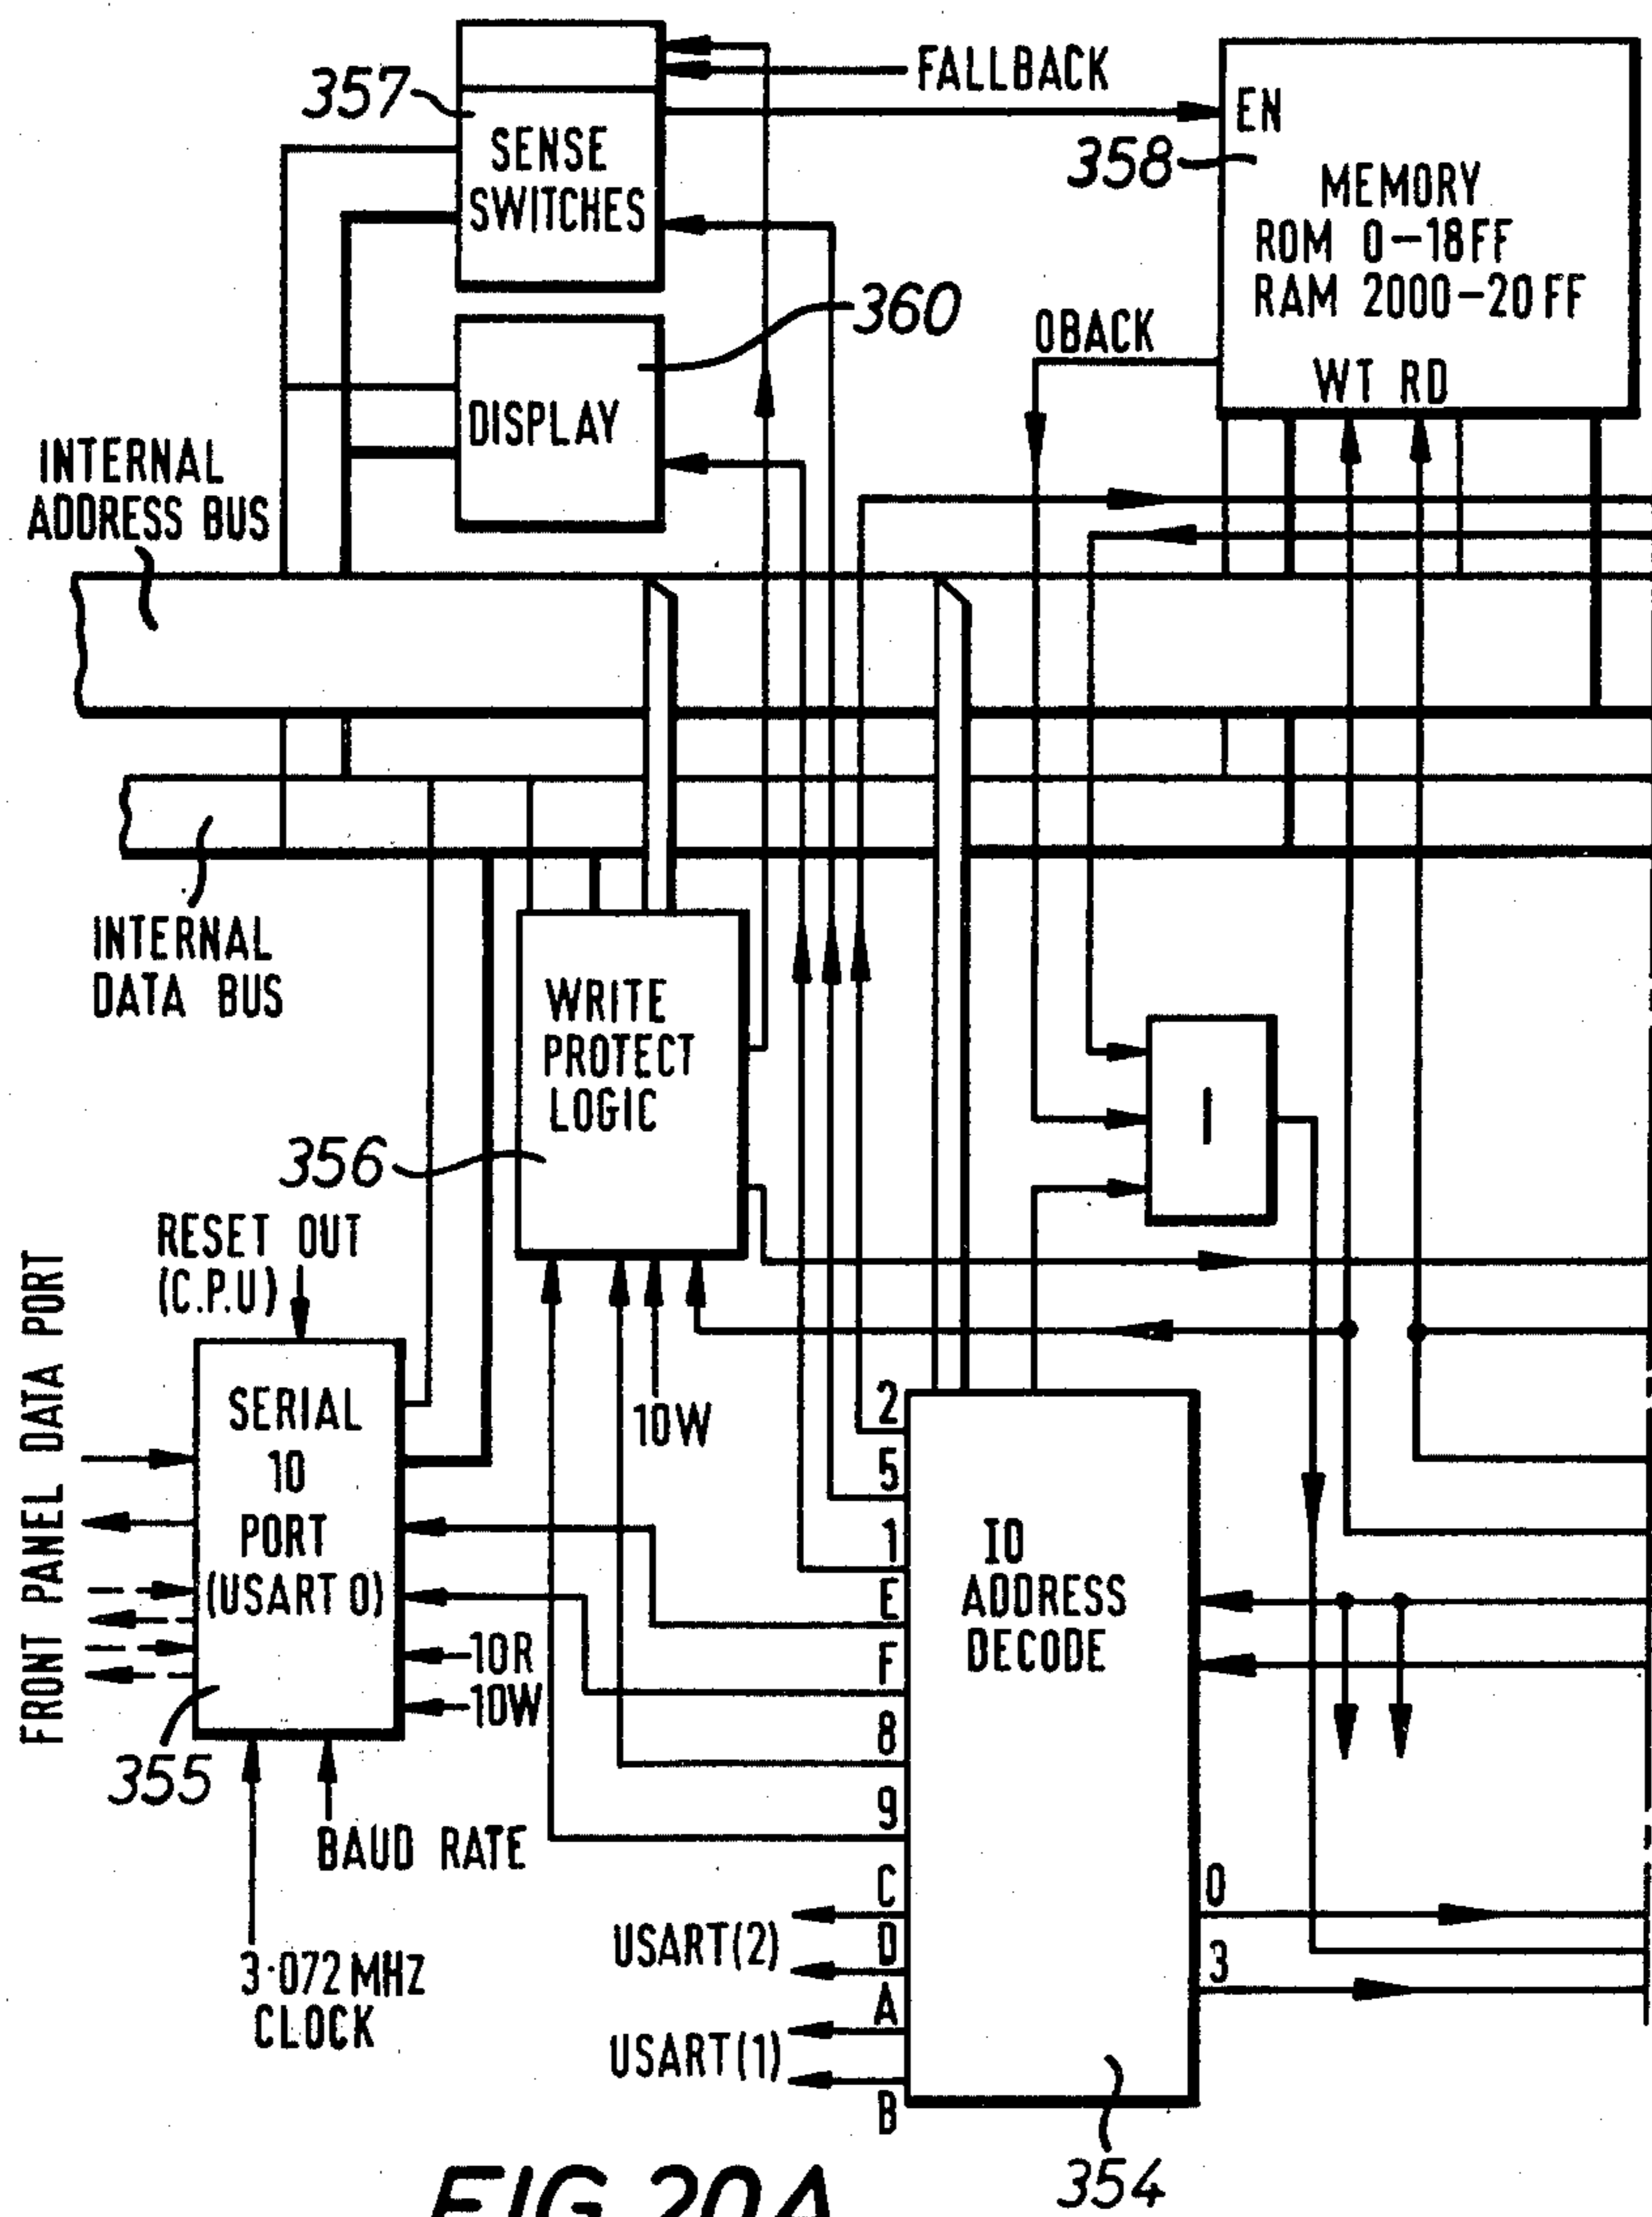 357
FALLBACK
SENSE
SWITCHES
EN
358
MEMORY
ROM 0-18FF
RAM 2000-20FF
WT RD
360
OBACK
DISPLAY
INTERNAL
ADDRESS BUS
INTERNAL
DATA BUS
WRITE
PROTECT
LOGIC
356
1
RESET OUT
(C.P.U)
FRONT PANEL DATA PORT
SERIAL
10
PORT
(USART 0)
10R
10W
355
BAUD RATE
3·072MHZ
CLOCK
10W
2
5
1
E
F
8
9
C
D
A
B
IO
ADDRESS
DECODE
0
3
USART(2)
USART(1)
354
FIG.20A